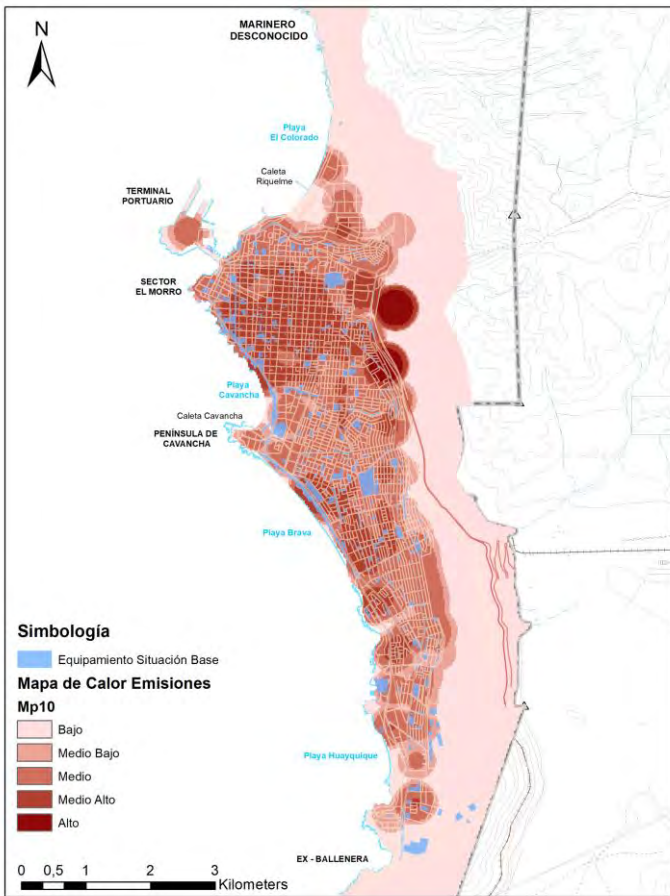 N
MARINERO
DESCONOCIDO
Playa
El Colorado
Caleta
Riquelme
TERMINAL
PORTUARIO
SECTOR
EL MORRO
Playa
Cavancha
Caleta Cavancha
PENÍNSULA DE
CAVANCHA
Playa Brava
Simbología
Equipamiento Situación Base
Mapa de Calor Emisiones
Mp10
Bajo
Medio Bajo
Medio
Medio Alto
Alto
Playa Huayquique
EX - BALLENERA
0 0,5 1 2 3
Kilometers